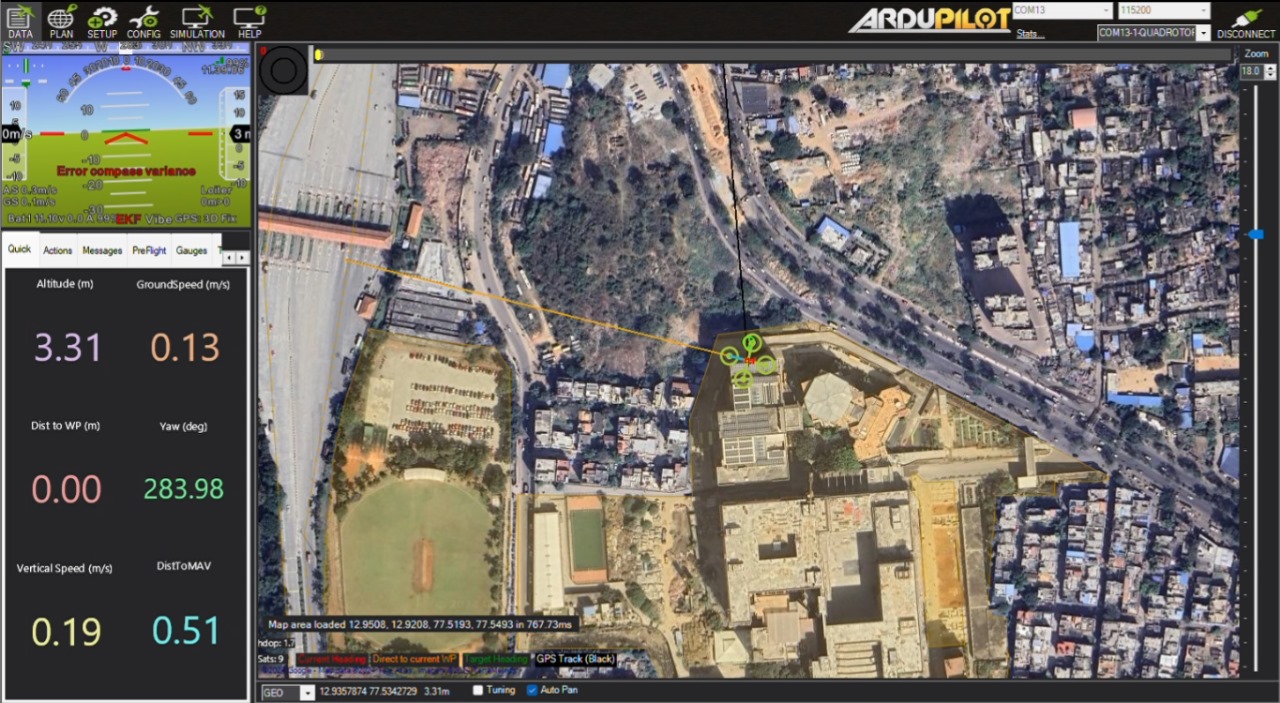 DATA PLAN SETUP CONFIG SIMULATION HELP
ARDUPILOT
COM13 115200
Stats...
COM13-1-QUADROTOR
DISCONNECT
Zoom
18.0
0m/s
3 m
Error compass variance
AS 0.3m/s
GS 0.1m/s
Loiter
0m>0
Bat1 11.10v 0.0 A 99% EKF Vibe GPS: 3D Fix
Quick Actions Messages PreFlight Gauges
Altitude (m) GroundSpeed (m/s)
3.31 0.13
Dist to WP (m) Yaw (deg)
0.00 283.98
Vertical Speed (m/s) DistToMAV
0.19 0.51
Map area loaded 12.9508, 12.9208, 77.5193, 77.5493 in 767.73ms
hdop: 1.7
Sats: 9 Current Heading Direct to current WP Target Heading GPS Track (Black)
GEO 12.9357874 77.5342729 3.31m Tuning Auto Pan